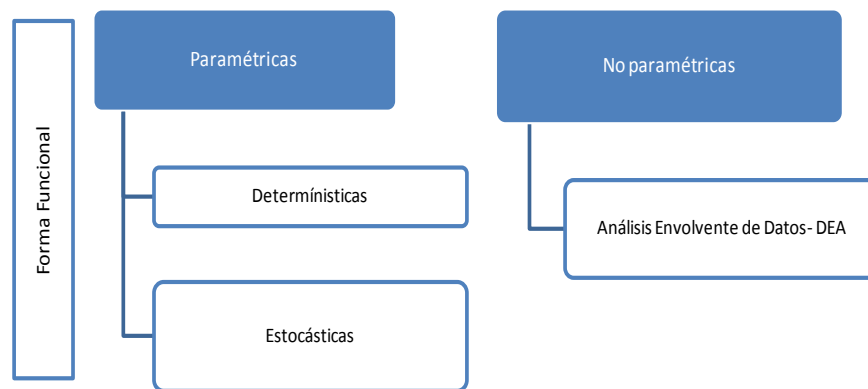 Forma Funcional
Paramétricas
Determínisticas
Estocásticas
No paramétricas
Análisis Envolvente de Datos- DEA